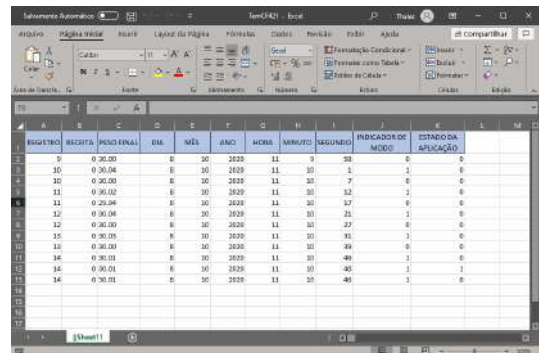 Salvamento Automático TemCF421 - Excel Thaise
Arquivo Página Inicial Inserir Layout da Página Fórmulas Dados Revisão Exibir Ajuda Compartilhar
Calibri 11 Geral Formatação Condicional Inserir
Colar N I S Formatar como Tabela Excluir
Estilos de Célula Formatar
Fonte Alinhamento Número Estilos Células Edição
A B C D E F G H I J K L M
REGISTRO RECEITA PESO FINAL DIA MÊS ANO HORA MINUTO SEGUNDO INDICADOR DE MODO ESTADO DA APLICAÇÃO
9 0 30.00 8 10 2020 11 9 58 0 0
10 0 30.04 8 10 2020 11 10 1 1 0
10 0 30.00 8 10 2020 11 10 7 0 0
11 0 30.02 8 10 2020 11 10 12 1 0
11 0 29.94 8 10 2020 11 10 17 0 0
12 0 30.04 8 10 2020 11 10 21 1 0
12 0 30.00 8 10 2020 11 10 27 0 0
13 0 30.03 8 10 2020 11 10 31 1 0
13 0 30.00 8 10 2020 11 10 39 0 0
14 0 30.01 8 10 2020 11 10 46 1 0
14 0 30.01 8 10 2020 11 10 46 1 1
14 0 30.01 8 10 2020 11 10 46 1 0